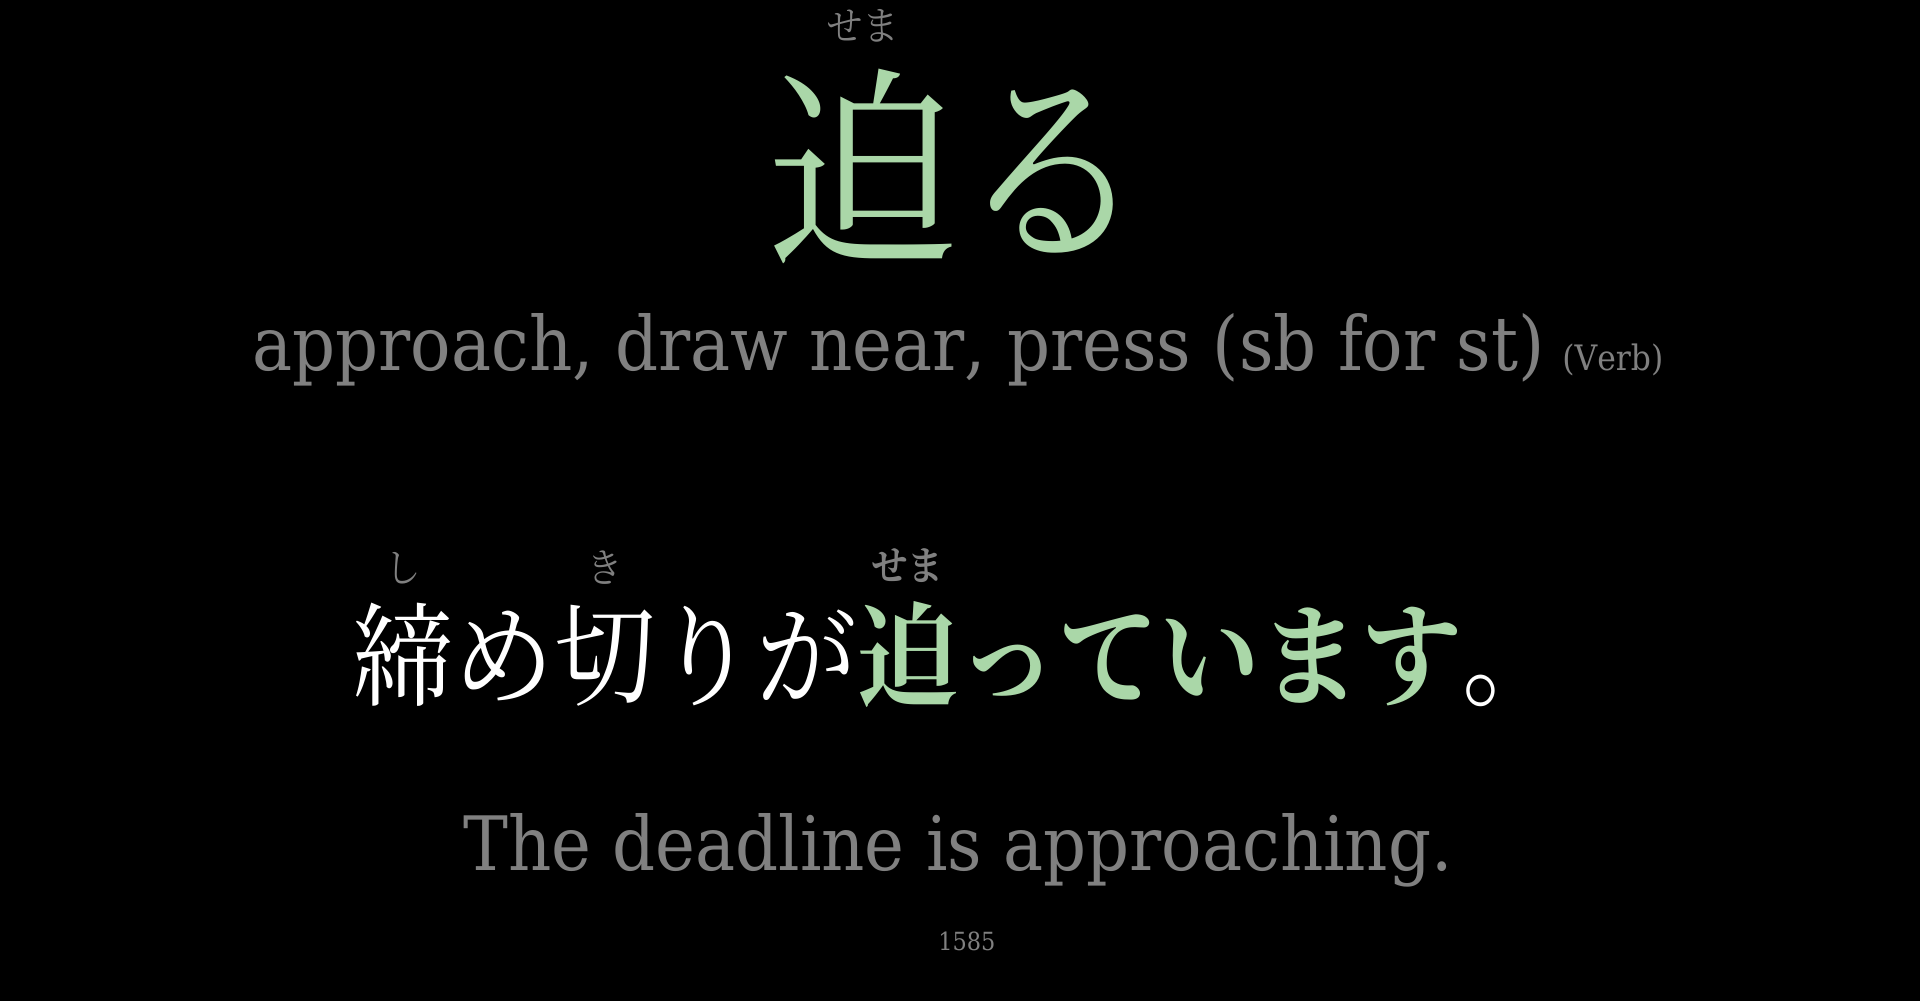 せま
迫る
approach, draw near, press (sb for st) (Verb)
し き せま
締め切りが迫っています。
The deadline is approaching.
1585